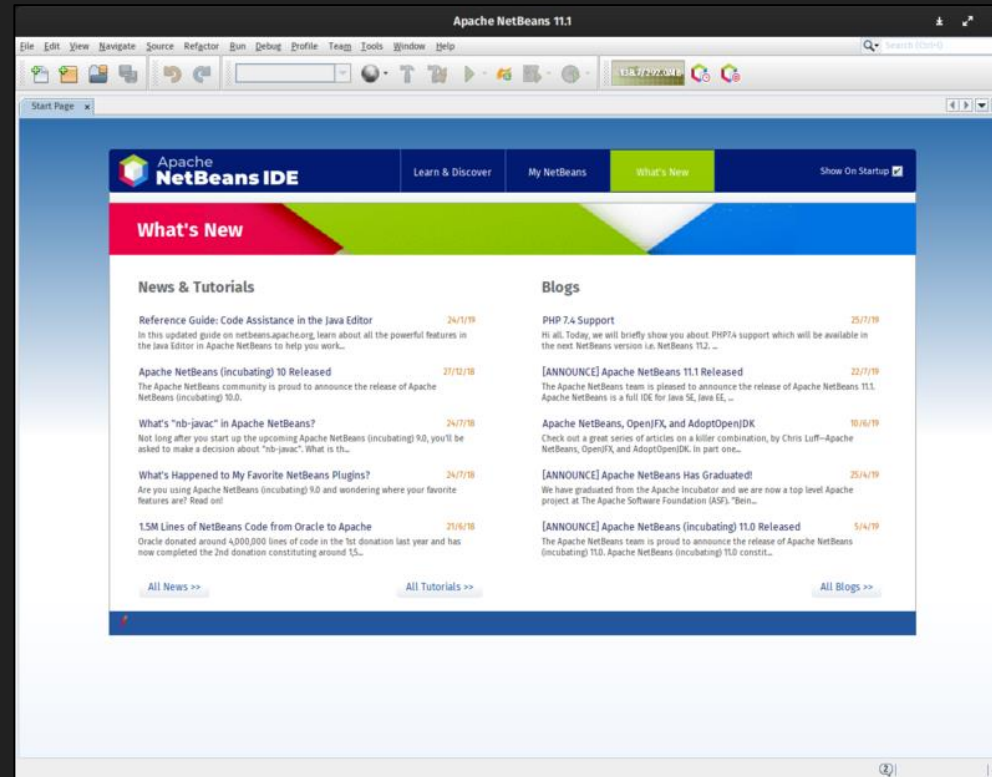 Apache NetBeans 11.1
File Edit View Navigate Source Refactor Run Debug Profile Team Tools Window Help
Search (Ctrl+I)
138.7/292.0MB
Start Page x
Apache
NetBeans IDE
Learn & Discover
My NetBeans
What's New
Show On Startup
What's New
News & Tutorials
Reference Guide: Code Assistance in the Java Editor 24/1/19
In this updated guide on netbeans.apache.org, learn about all the powerful features in
the Java Editor in Apache NetBeans to help you work...
Apache NetBeans (incubating) 10 Released 27/12/18
The Apache NetBeans community is proud to announce the release of Apache
NetBeans (incubating) 10.0.
What's "nb-javac" in Apache NetBeans? 24/7/18
Not long after you start up the upcoming Apache NetBeans (incubating) 9.0, you'll be
asked to make a decision about "nb-javac". What is th...
What's Happened to My Favorite NetBeans Plugins? 24/7/18
Are you using Apache NetBeans (incubating) 9.0 and wondering where your favorite
features are? Read on!
1.5M Lines of NetBeans Code from Oracle to Apache 21/6/18
Oracle donated around 4,000,000 lines of code in the 1st donation last year and has
now completed the 2nd donation constituting around 1,5...
All News >>
All Tutorials >>
Blogs
PHP 7.4 Support 25/7/19
Hi all. Today, we will briefly show you about PHP7.4 support which will be available in
the next NetBeans version i.e. NetBeans 11.2. ...
[ANNOUNCE] Apache NetBeans 11.1 Released 22/7/19
The Apache NetBeans team is pleased to announce the release of Apache NetBeans 11.1.
Apache NetBeans is a full IDE for Java SE, Java EE, ...
Apache NetBeans, OpenJFX, and AdoptOpenJDK 10/6/19
Check out a great series of articles on a killer combination, by Chris Luff—Apache
NetBeans, OpenJFX, and AdoptOpenJDK. In part one...
[ANNOUNCE] Apache NetBeans Has Graduated! 25/4/19
We have graduated from the Apache Incubator and we are now a top level Apache
project at The Apache Software Foundation (ASF). "Bein...
[ANNOUNCE] Apache NetBeans (incubating) 11.0 Released 5/4/19
The Apache NetBeans team is proud to announce the release of Apache NetBeans
(incubating) 11.0. Apache NetBeans (incubating) 11.0 constit...
All Blogs >>
2